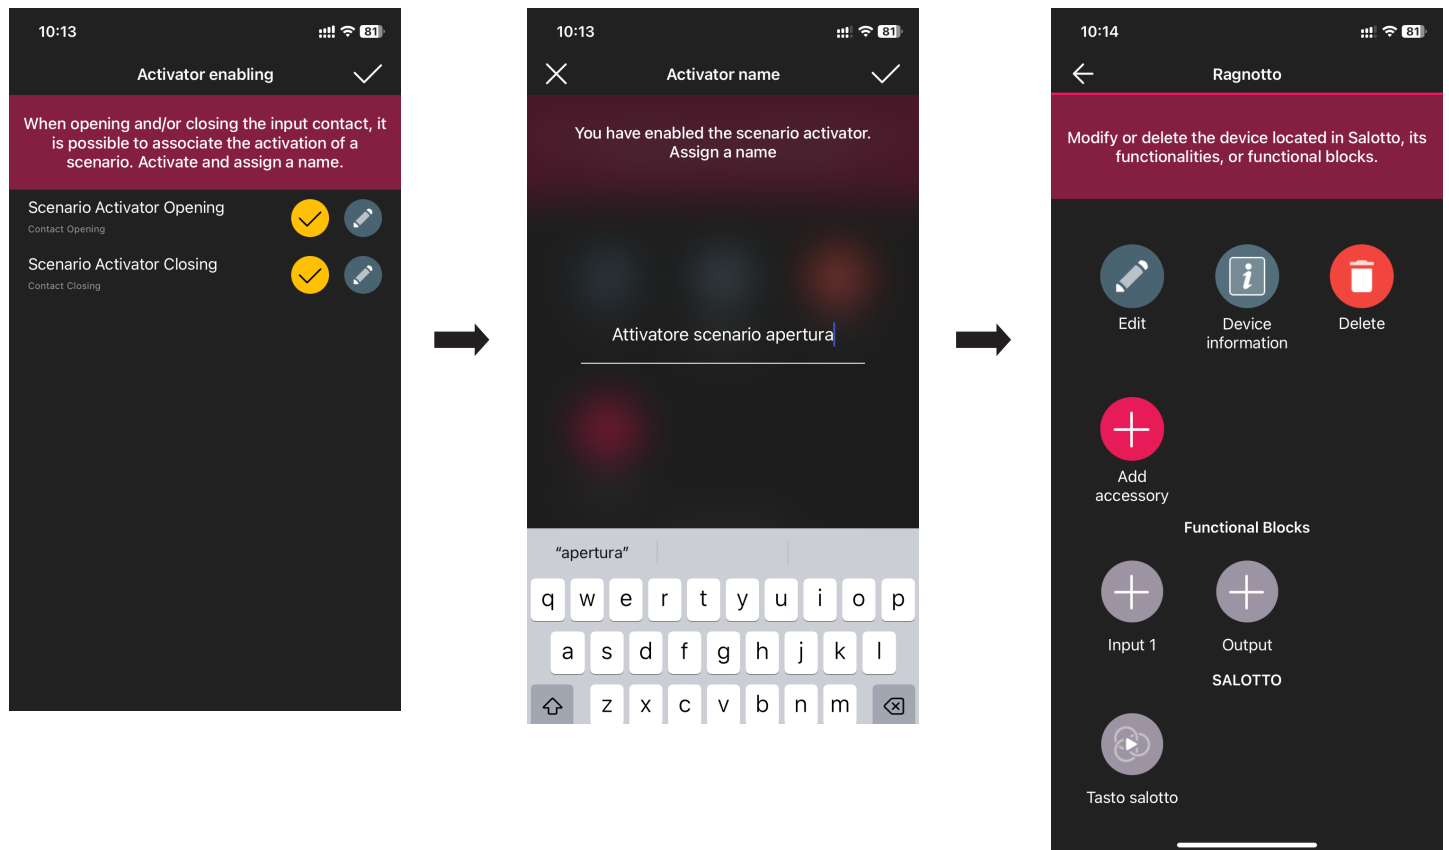 10:13
81
Activator enabling
When opening and/or closing the input contact, it
is possible to associate the activation of a
scenario. Activate and assign a name.
Scenario Activator Opening
Contact Opening
Scenario Activator Closing
Contact Closing
10:13
81
Activator name
You have enabled the scenario activator.
Assign a name
Attivatore scenario apertura
“apertura”
q w e r t y u i o p
a s d f g h j k l
z x c v b n m
10:14
81
Ragnotto
Modify or delete the device located in Salotto, its
functionalities, or functional blocks.
Edit
Device
information
Delete
Add
accessory
Functional Blocks
Input 1
Output
SALOTTO
Tasto salotto